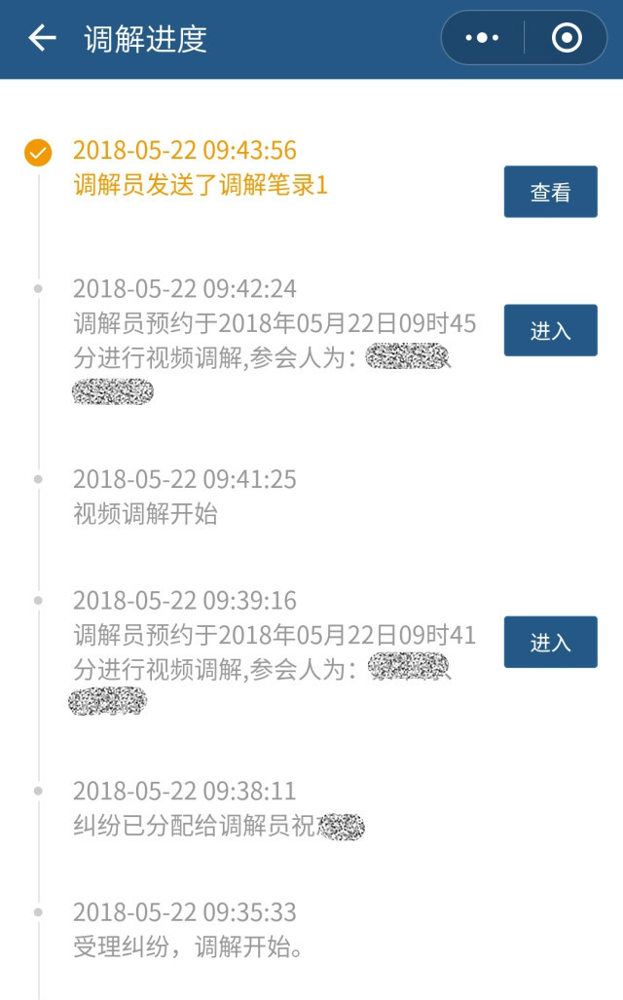 调解进度
2018-05-22 09:43:56
调解员发送了调解笔录1
查看
2018-05-22 09:42:24
调解员预约于2018年05月22日09时45
分进行视频调解,参会人为：
进入
2018-05-22 09:41:25
视频调解开始
2018-05-22 09:39:16
调解员预约于2018年05月22日09时41
分进行视频调解,参会人为：
进入
2018-05-22 09:38:11
纠纷已分配给调解员祝
2018-05-22 09:35:33
受理纠纷，调解开始。